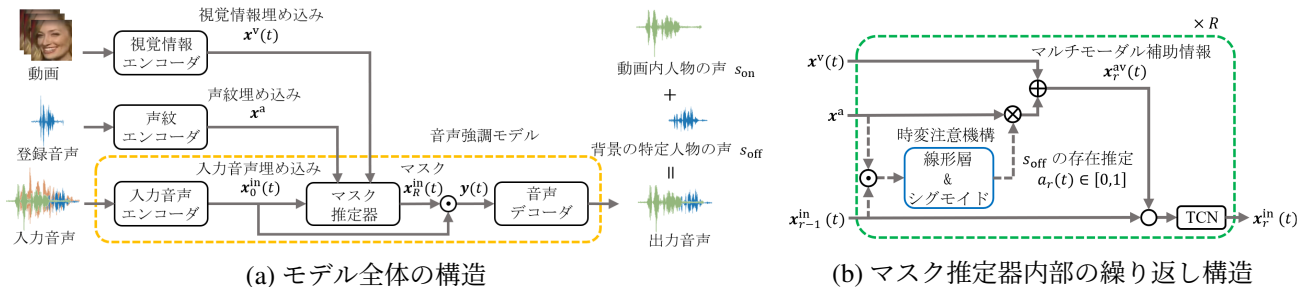 視覚情報埋め込み
x^v(t)
視覚情報
エンコーダ
動画
声紋埋め込み
x^a
声紋
エンコーダ
登録音声
音声強調モデル
入力音声埋め込み
x_0^in(t)
入力音声
エンコーダ
マスク
推定器
マスク
x_R^in(t)
y(t)
音声
デコーダ
入力音声
動画内人物の声 s_on
+
背景の特定人物の声 s_off
=
出力音声
(a) モデル全体の構造
× R
マルチモーダル補助情報
x^v(t)
x_r^av(t)
x^a
時変注意機構
線形層
&
シグモイド
s_off の存在推定
a_r(t) ∈ [0,1]
x_{r−1}^in (t)
TCN
x_r^in (t)
(b) マスク推定器内部の繰り返し構造